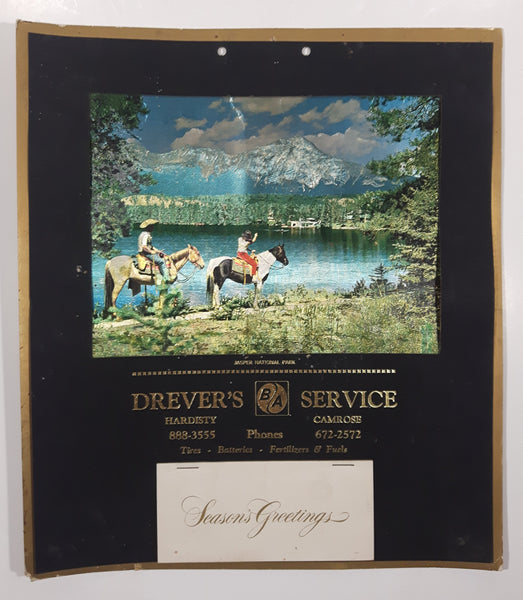 JASPER NATIONAL PARK
DREVER'S B/A SERVICE
HARDISTY CAMROSE
888-3555 Phones 672-2572
Tires - Batteries - Fertilizers & Fuels
Season's Greetings